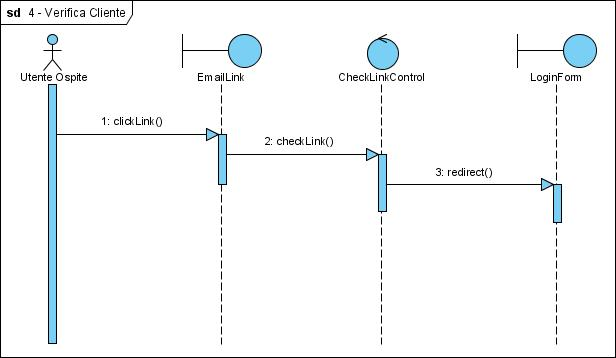 sd 4 - Verifica Cliente
Utente Ospite
EmailLink
CheckLinkControl
LoginForm
1: clickLink()
2: checkLink()
3: redirect()